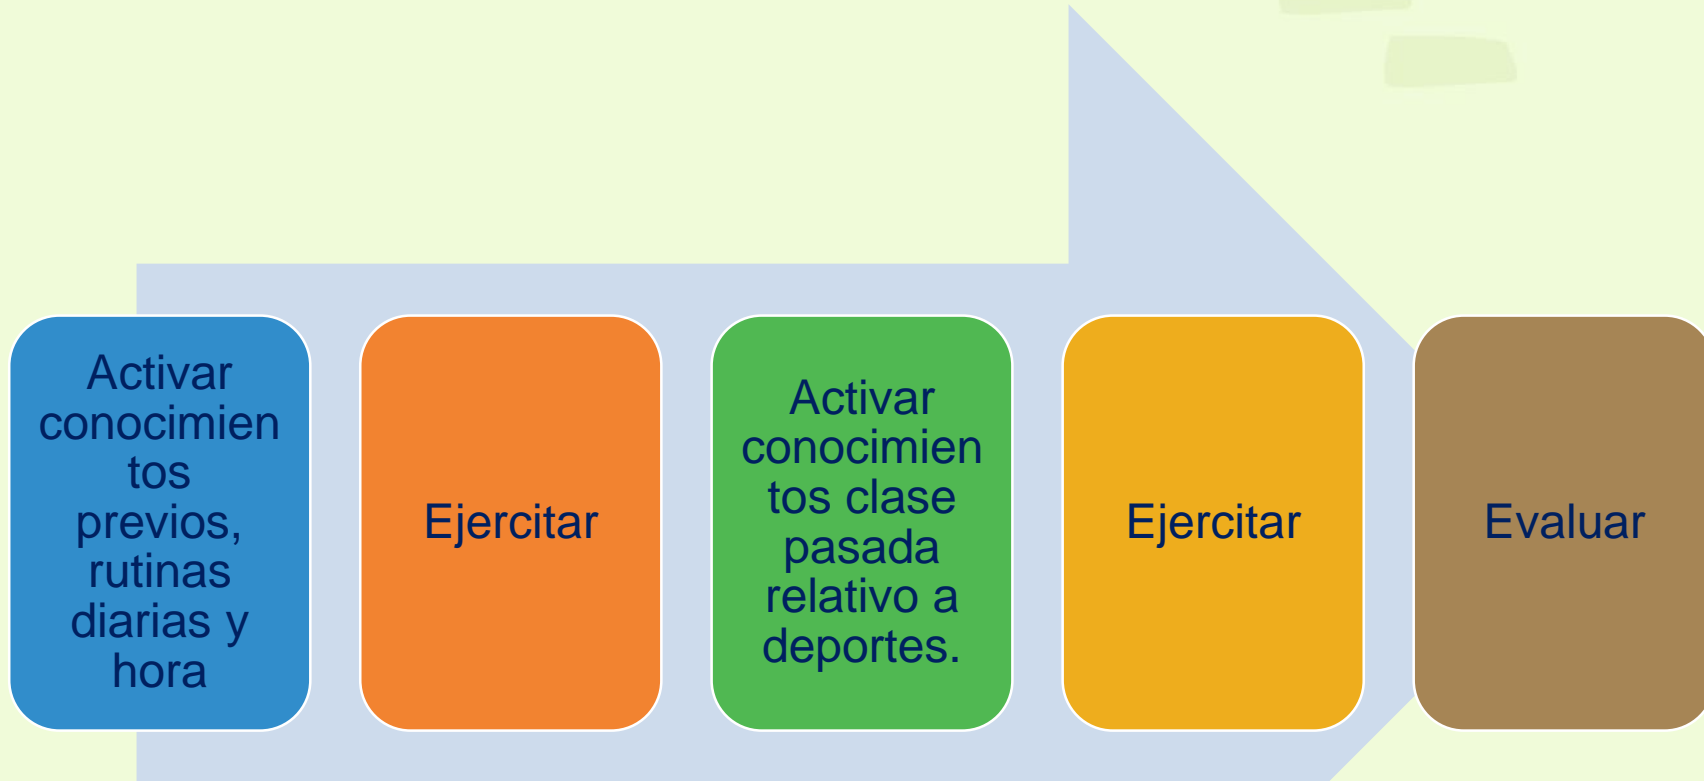 Activar
conocimien
tos
previos,
rutinas
diarias y
hora
Ejercitar
Activar
conocimien
tos clase
pasada
relativo a
deportes.
Ejercitar
Evaluar